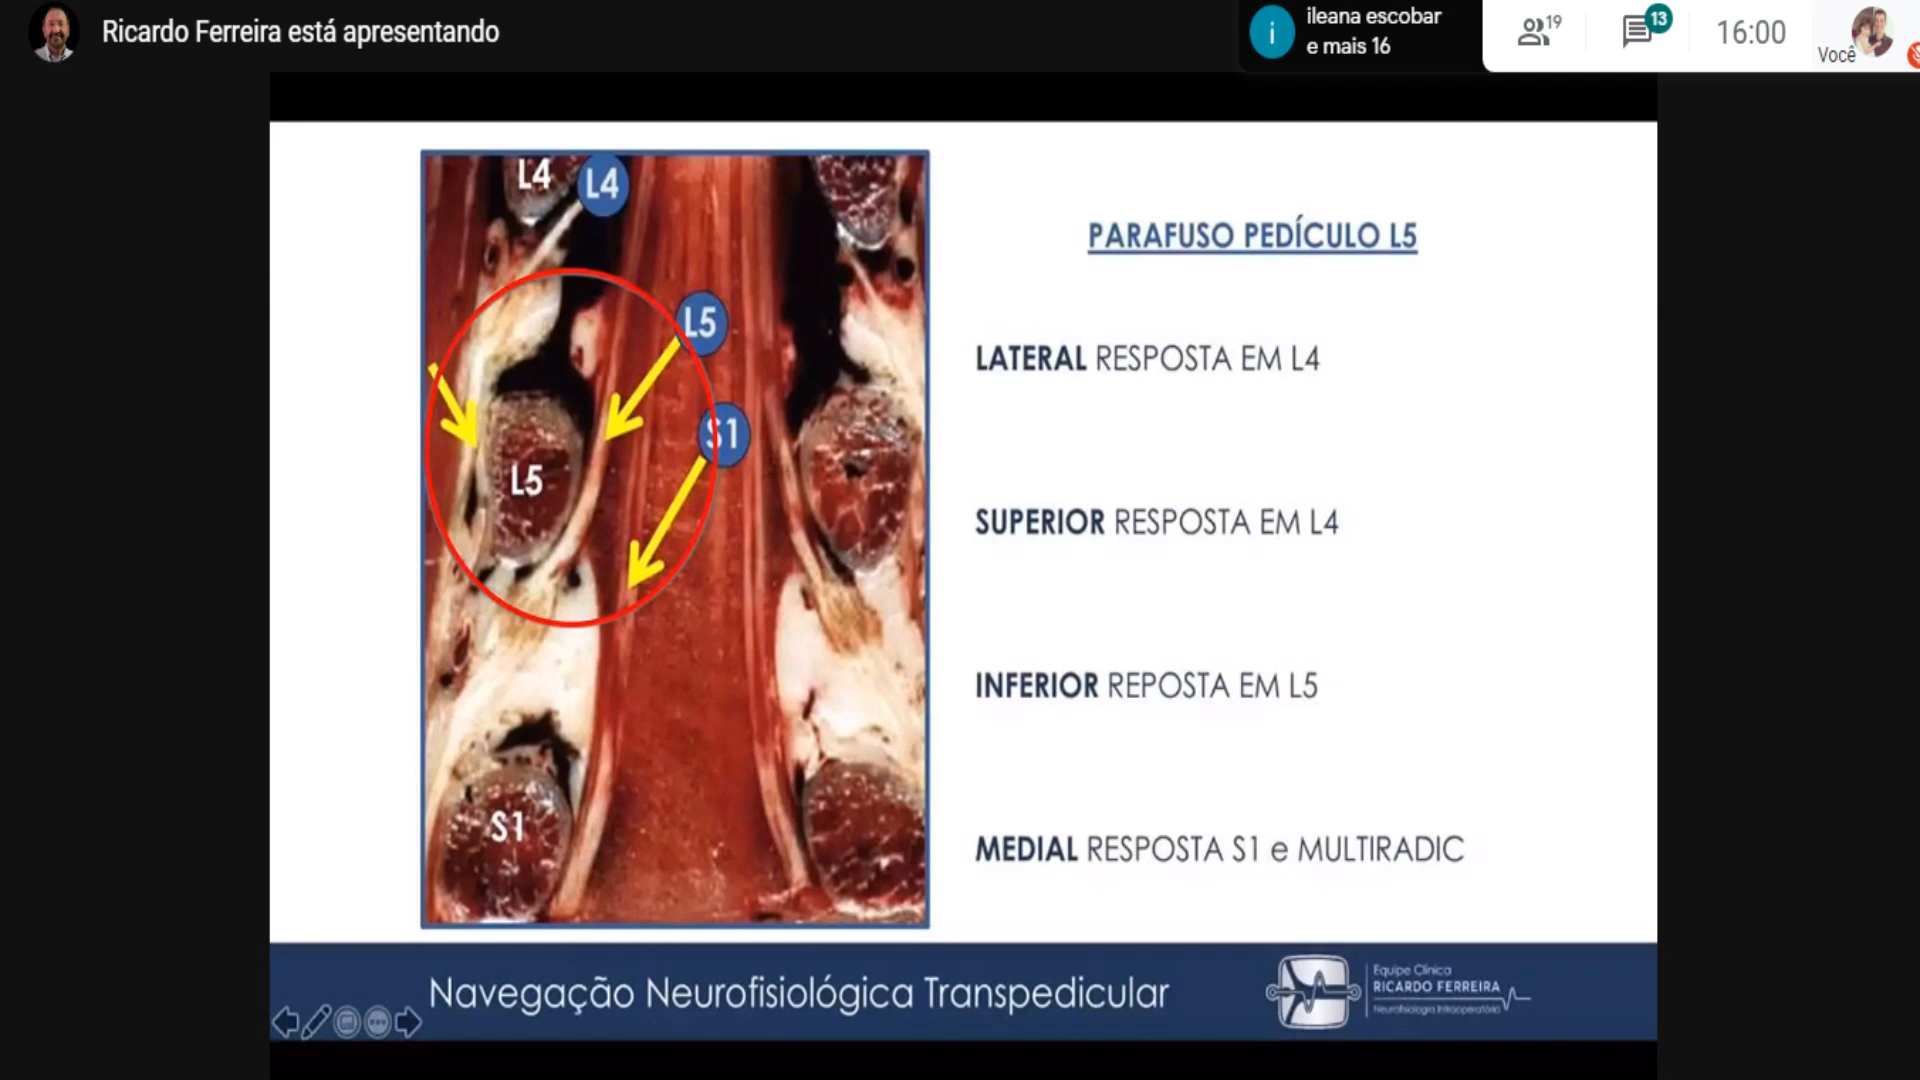 Ricardo Ferreira está apresentando
i
ileana escobar
e mais 16
19
13
16:00
Você
L4
L4
L5
S1
L5
S1
PARAFUSO PEDÍCULO L5
LATERAL RESPOSTA EM L4
SUPERIOR RESPOSTA EM L4
INFERIOR REPOSTA EM L5
MEDIAL RESPOSTA S1 e MULTIRADIC
Navegação Neurofisiológica Transpedicular
Equipe Clínica
RICARDO FERREIRA
Neurofisiologia Intraoperatória